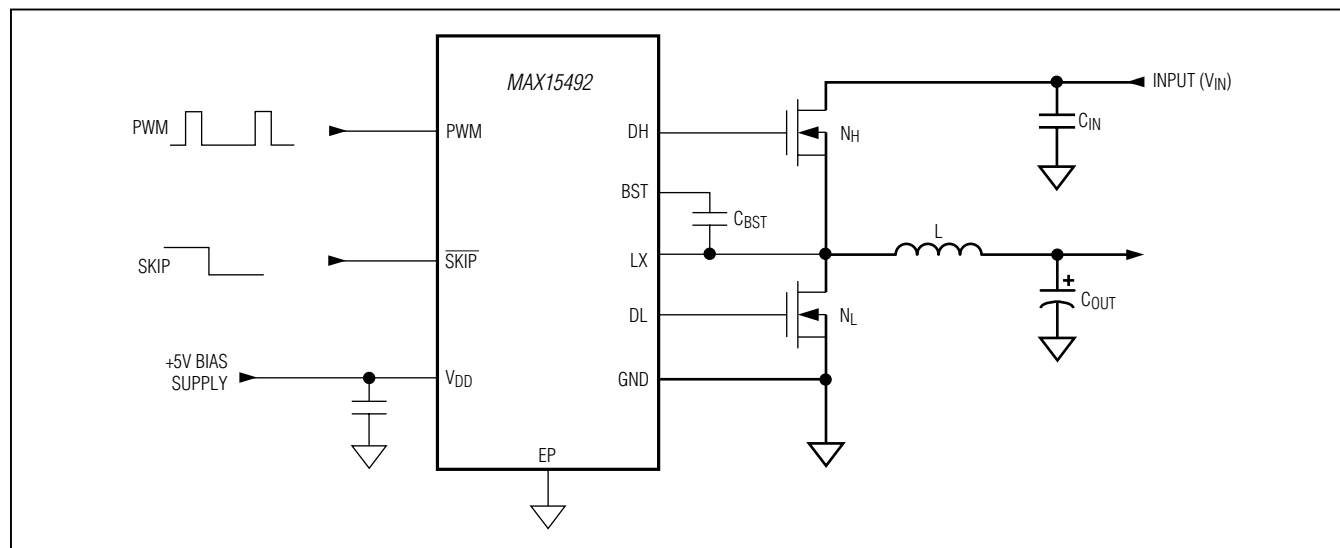 MAX15492
INPUT (VIN)
PWM
PWM
DH
NH
CIN
BST
CBST
L
SKIP
SKIP
LX
DL
NL
COUT
+
+5V BIAS
SUPPLY
VDD
GND
EP